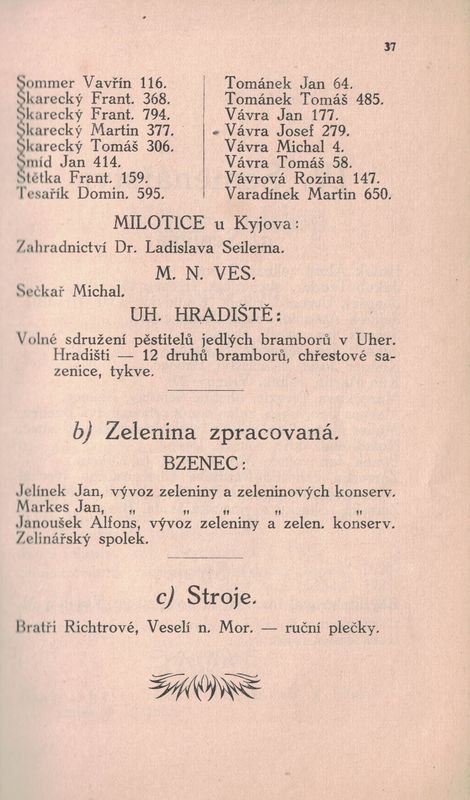 37
Sommer Vavřín 116.
Škarecký Frant. 368.
Škarecký Frant. 794.
Škarecký Martin 377.
Škarecký Tomáš 306.
Šmíd Jan 414.
Štětka Frant. 159.
Tesařík Domin. 595.
Tománek Jan 64.
Tománek Tomáš 485.
Vávra Jan 177.
Vávra Josef 279.
Vávra Michal 4.
Vávra Tomáš 58.
Vávrová Rozina 147.
Varadínek Martin 650.
MILOTICE u Kyjova:
Zahradnictví Dr. Ladislava Seilerna.
M. N. VES.
Sečkař Michal.
UH. HRADIŠTĚ:
Volné sdružení pěstitelů jedlých bramborů v Uher.
Hradišti — 12 druhů bramborů, chřestové sa-
zenice, tykve.
b) Zelenina zpracovaná.
BZENEC:
Jelínek Jan, vývoz zeleniny a zeleninových konserv.
Markes Jan, „ „ „ „ „
Janoušek Alfons, vývoz zeleniny a zelen. konserv.
Zelinářský spolek.
c) Stroje.
Bratři Richtrové, Veselí n. Mor. — ruční plečky.